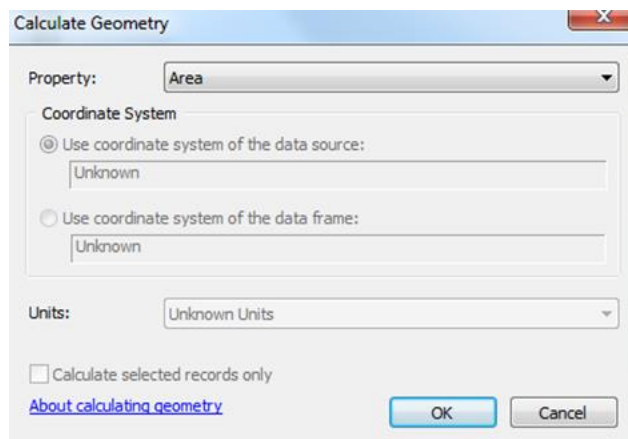 Calculate Geometry
Property: Area
Coordinate System
Use coordinate system of the data source:
Unknown
Use coordinate system of the data frame:
Unknown
Units: Unknown Units
Calculate selected records only
About calculating geometry OK Cancel